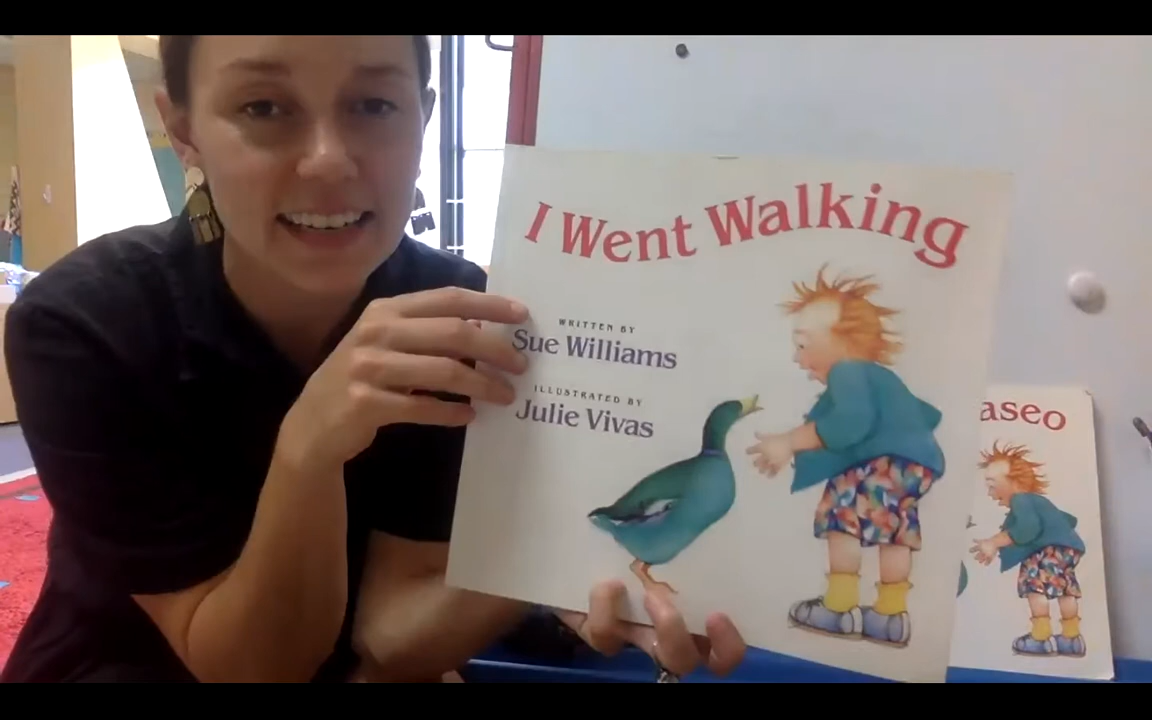 I Went Walking
WRITTEN BY
Sue Williams
ILLUSTRATED BY
Julie Vivas
aseo